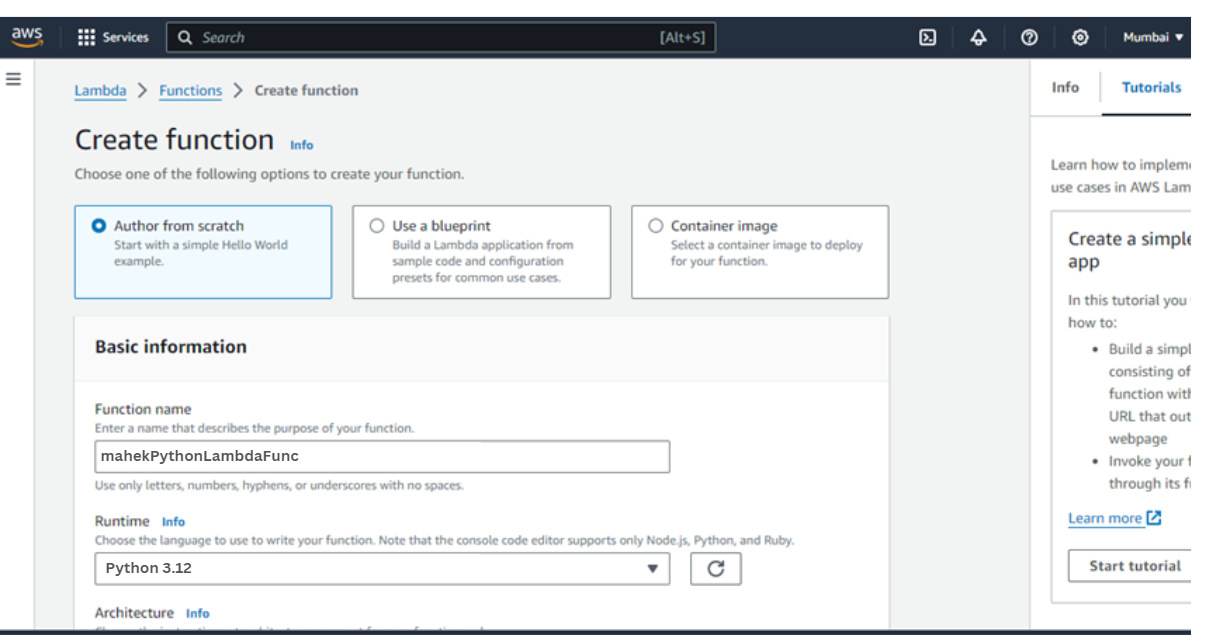 aws
Services
Search
[Alt+S]
Mumbai
Lambda
Functions
Create function
Info
Tutorials
Create function
Info
Choose one of the following options to create your function.
Author from scratch
Start with a simple Hello World
example.
Use a blueprint
Build a Lambda application from
sample code and configuration
presets for common use cases.
Container image
Select a container image to deploy
for your function.
Basic information
Function name
Enter a name that describes the purpose of your function.
mahekPythonLambdaFunc
Use only letters, numbers, hyphens, or underscores with no spaces.
Runtime
Info
Choose the language to use to write your function. Note that the console code editor supports only Node.js, Python, and Ruby.
Python 3.12
Architecture
Info
Learn how to implem
use cases in AWS Lam
Create a simple
app
In this tutorial you
how to:
Build a simpl
consisting of
function with
URL that out
webpage
Invoke your f
through its f
Learn more
Start tutorial